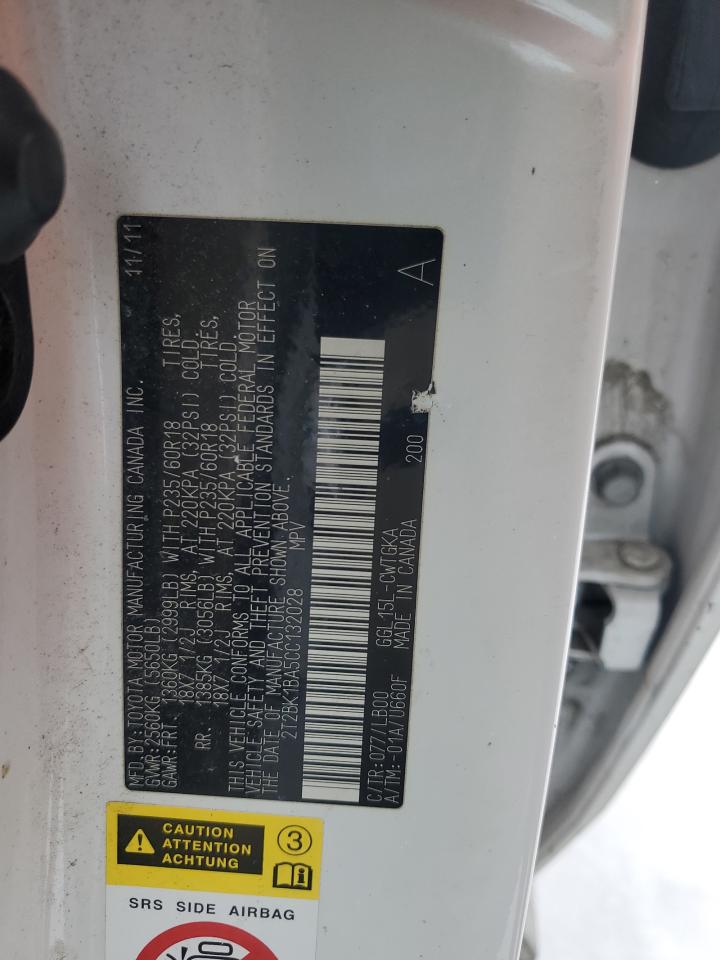 MFD. BY: TOYOTA MOTOR MANUFACTURING CANADA INC. 11/11
GVWR: 2560KG (5650LB)
GAWR: FRT. 1360KG (2999LB) WITH P235/60R18 TIRES,
18X7 1/2J RIMS, AT 220KPA (32PSI) COLD
RR. 1385KG (3056LB) WITH P235/60R18 TIRES,
18X7 1/2J RIMS, AT 220KPA (32PSI) COLD.
THIS VEHICLE CONFORMS TO ALL APPLICABLE FEDERAL MOTOR
VEHICLE SAFETY AND THEFT PREVENTION STANDARDS IN EFFECT ON
THE DATE OF MANUFACTURE SHOWN ABOVE.
2T2BK1BA5CC132028 MPV
C/TR: 077/LB00 GGL15L-CWTGKA
A/TM: -01A/U660F MADE IN CANADA 200 A
CAUTION
ATTENTION
ACHTUNG
3
i
SRS SIDE AIRBAG